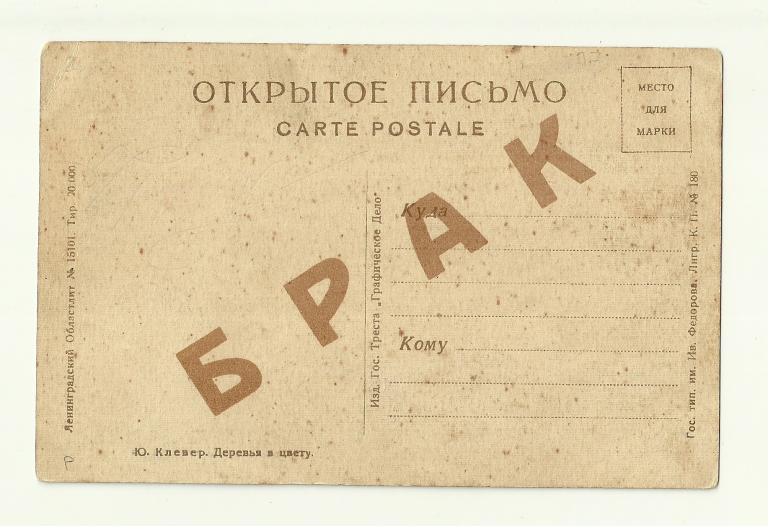 ОТКРЫТОЕ ПИСЬМО
CARTE POSTALE
МЕСТО
ДЛЯ
МАРКИ
БРАК
Ленинградский Областлит № 15101. Тир. 20 000.
Изд. Гос. Треста „Графическое Дело"
Куда
Кому
Гос. тип. им. Ив. Федорова. Лнгр. К. П. № 180
Ю. Клевер. Деревья в цвету.